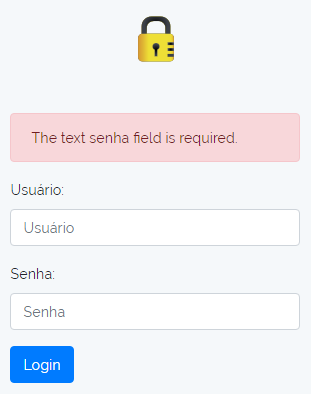 The text senha field is required.
Usuário:
Usuário
Senha:
Senha
Login